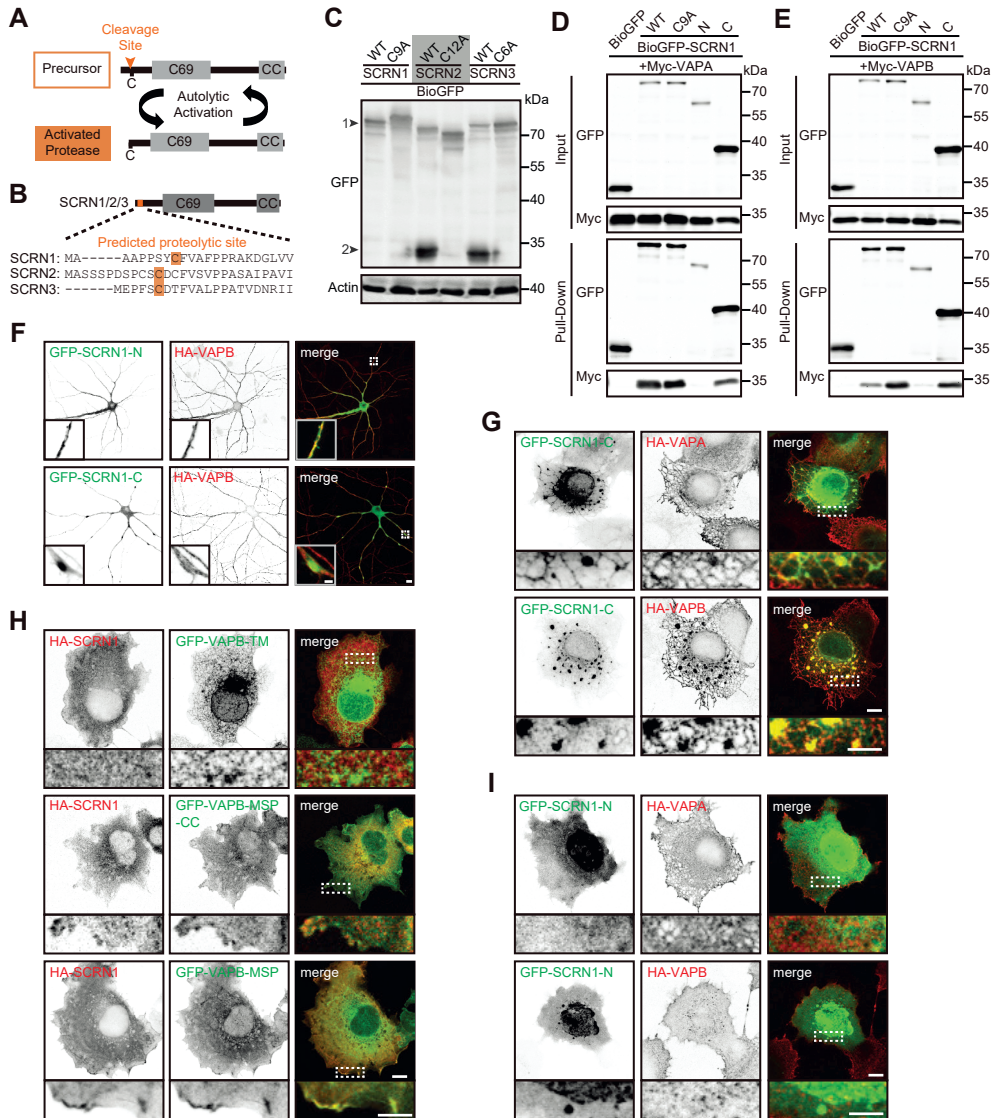 A
Cleavage
Site
Precursor
C69
CC
C
Autolytic
Activation
Activated
Protease
C69
CC
C
B
SCRN1/2/3
C69
CC
Predicted proteolytic site
SCRN1: MA------AAPPSYCFVAFPPRAKDGLVV
SCRN2: MASSSPDSPCSCDCFVSVPPASAIPAVI
SCRN3: M------EPFSCDTFVALPPATVDNRII
C
WT C9A WT C12A WT C6A
SCRN1 SCRN2 SCRN3
BioGFP
kDa
1
70
55
GFP
40
35
2
25
Actin
40
D
BioGFP WT C9A N C
BioGFP-SCRN1
+Myc-VAPA
kDa
Input
GFP
70
55
40
35
Myc
35
Pull-Down
GFP
70
55
40
35
Myc
35
E
BioGFP WT C9A N C
BioGFP-SCRN1
+Myc-VAPB
kDa
Input
GFP
70
55
40
35
Myc
35
Pull-Down
GFP
70
55
40
35
Myc
35
F
GFP-SCRN1-N HA-VAPB merge
GFP-SCRN1-C HA-VAPB
G
GFP-SCRN1-C HA-VAPA merge
GFP-SCRN1-C HA-VAPB merge
H
HA-SCRN1 GFP-VAPB-TM merge
HA-SCRN1 GFP-VAPB-MSP
-CC merge
HA-SCRN1 GFP-VAPB-MSP merge
I
GFP-SCRN1-N HA-VAPA merge
GFP-SCRN1-N HA-VAPB merge